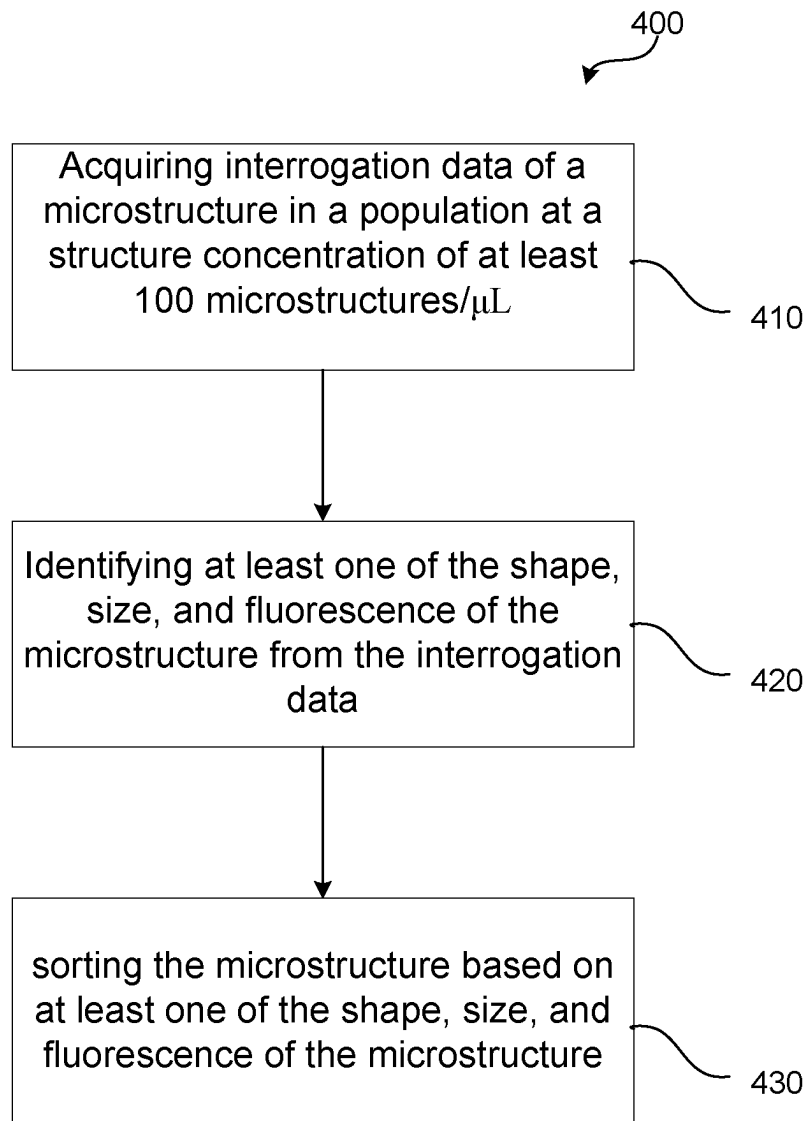 400
Acquiring interrogation data of a
microstructure in a population at a
structure concentration of at least
100 microstructures/μL
410
Identifying at least one of the shape,
size, and fluorescence of the
microstructure from the interrogation
data
420
sorting the microstructure based on
at least one of the shape, size, and
fluorescence of the microstructure
430